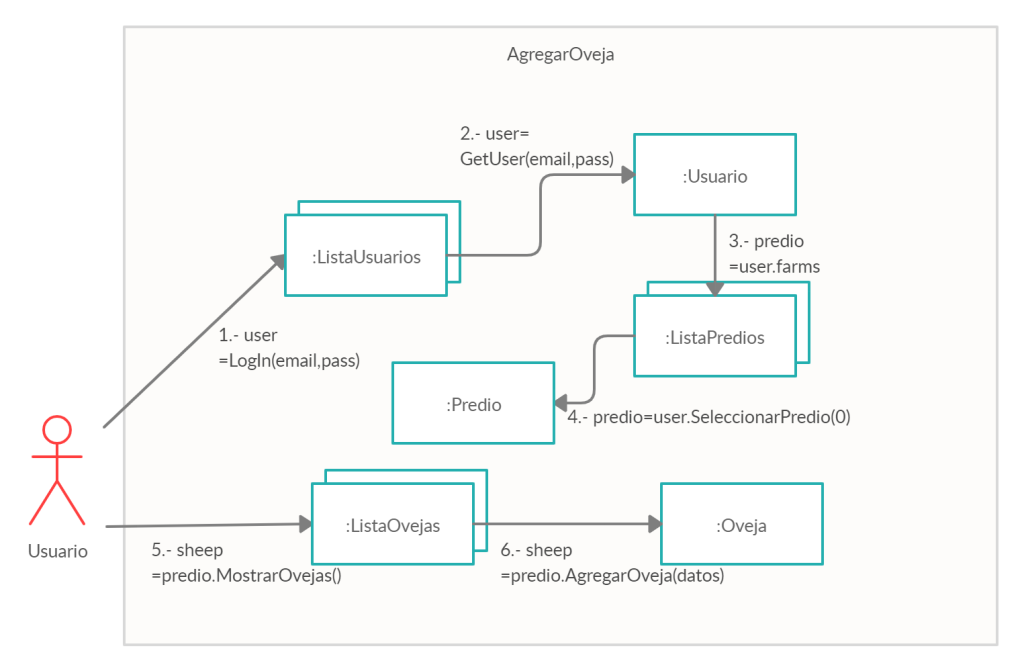 AgregarOveja
2.- user=
GetUser(email,pass)
:Usuario
:ListaUsuarios
3.- predio
=user.farms
1.- user
=LogIn(email,pass)
:ListaPredios
:Predio
4.- predio=user.SeleccionarPredio(0)
:ListaOvejas
:Oveja
Usuario
5.- sheep
=predio.MostrarOvejas()
6.- sheep
=predio.AgregarOveja(datos)